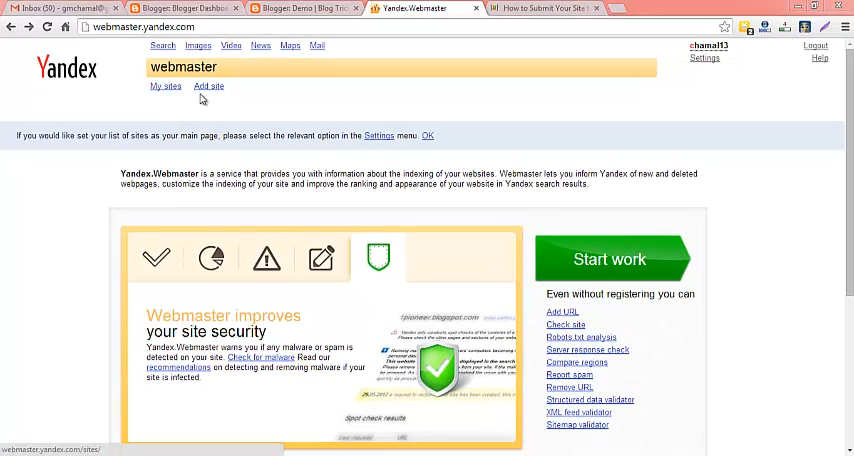 Inbox (0) - gmchamal@g
Blogger: Blogger Dashbo
Blogger: Demo | Blog Tric
Yandex.Webmaster
How to Submit Your Site t
webmaster.yandex.com
Search Images Video News Maps Mail
chamal13
Logout
Yandex
webmaster
Settings
Help
My sites Add site
If you would like set your list of sites as your main page, please select the relevant option in the Settings menu. OK
Yandex.Webmaster is a service that provides you with information about the indexing of your websites. Webmaster lets you inform Yandex of new and deleted
webpages, customize the indexing of your site and improve the ranking and appearance of your website in Yandex search results.
Start work
Webmaster improves
your site security
Yandex.Webmaster warns you if any malware or spam is
detected on your site. Check for malware Read our
recommendations on detecting and removing malware if your
site is infected.
1pioneer.blogspot.com
Spot check results
Last checked URL
Even without registering you can
Add URL
Check site
Robots.txt analysis
Server response check
Compare regions
Report spam
Remove URL
Structured data validator
XML feed validator
Sitemap validator
webmaster.yandex.com/sites/